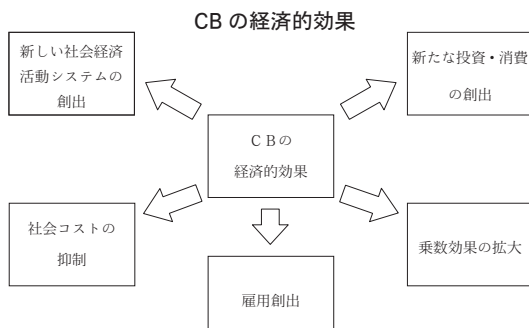 CB の経済的効果
新しい社会経済
活動システムの
創出
新たな投資・消費
の創出
ＣＢの
経済的効果
社会コストの
抑制
乗数効果の拡大
雇用創出